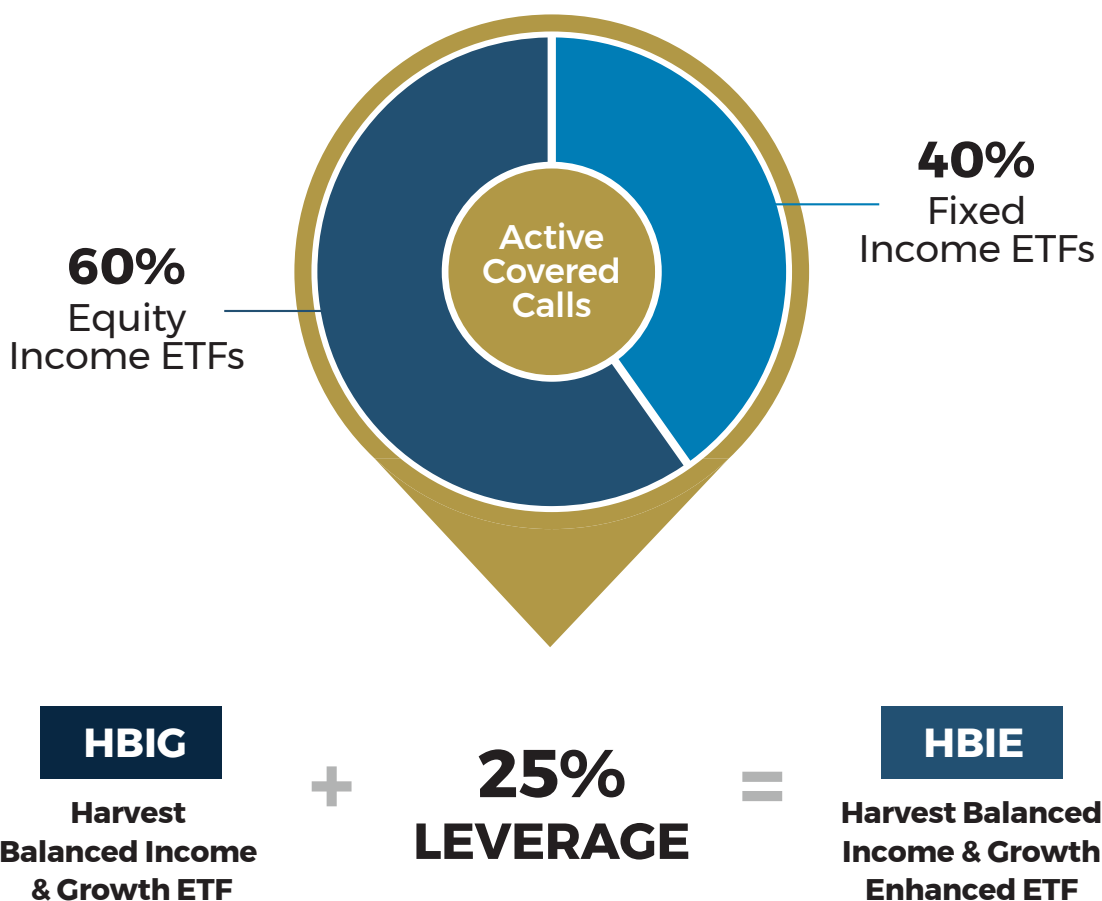 60%
Equity
Income ETFs
Active
Covered
Calls
40%
Fixed
Income ETFs
HBIG
Harvest
Balanced Income
& Growth ETF
+
25%
LEVERAGE
=
HBIE
Harvest Balanced
Income & Growth
Enhanced ETF